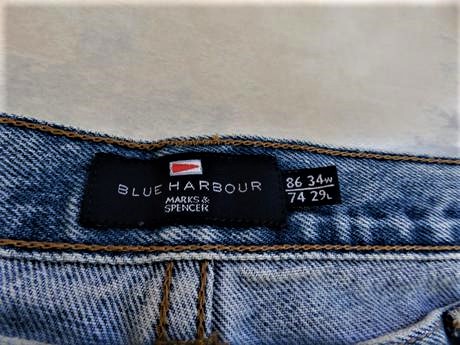 BLUE HARBOUR
MARKS &
SPENCER
86 34W
74 29L